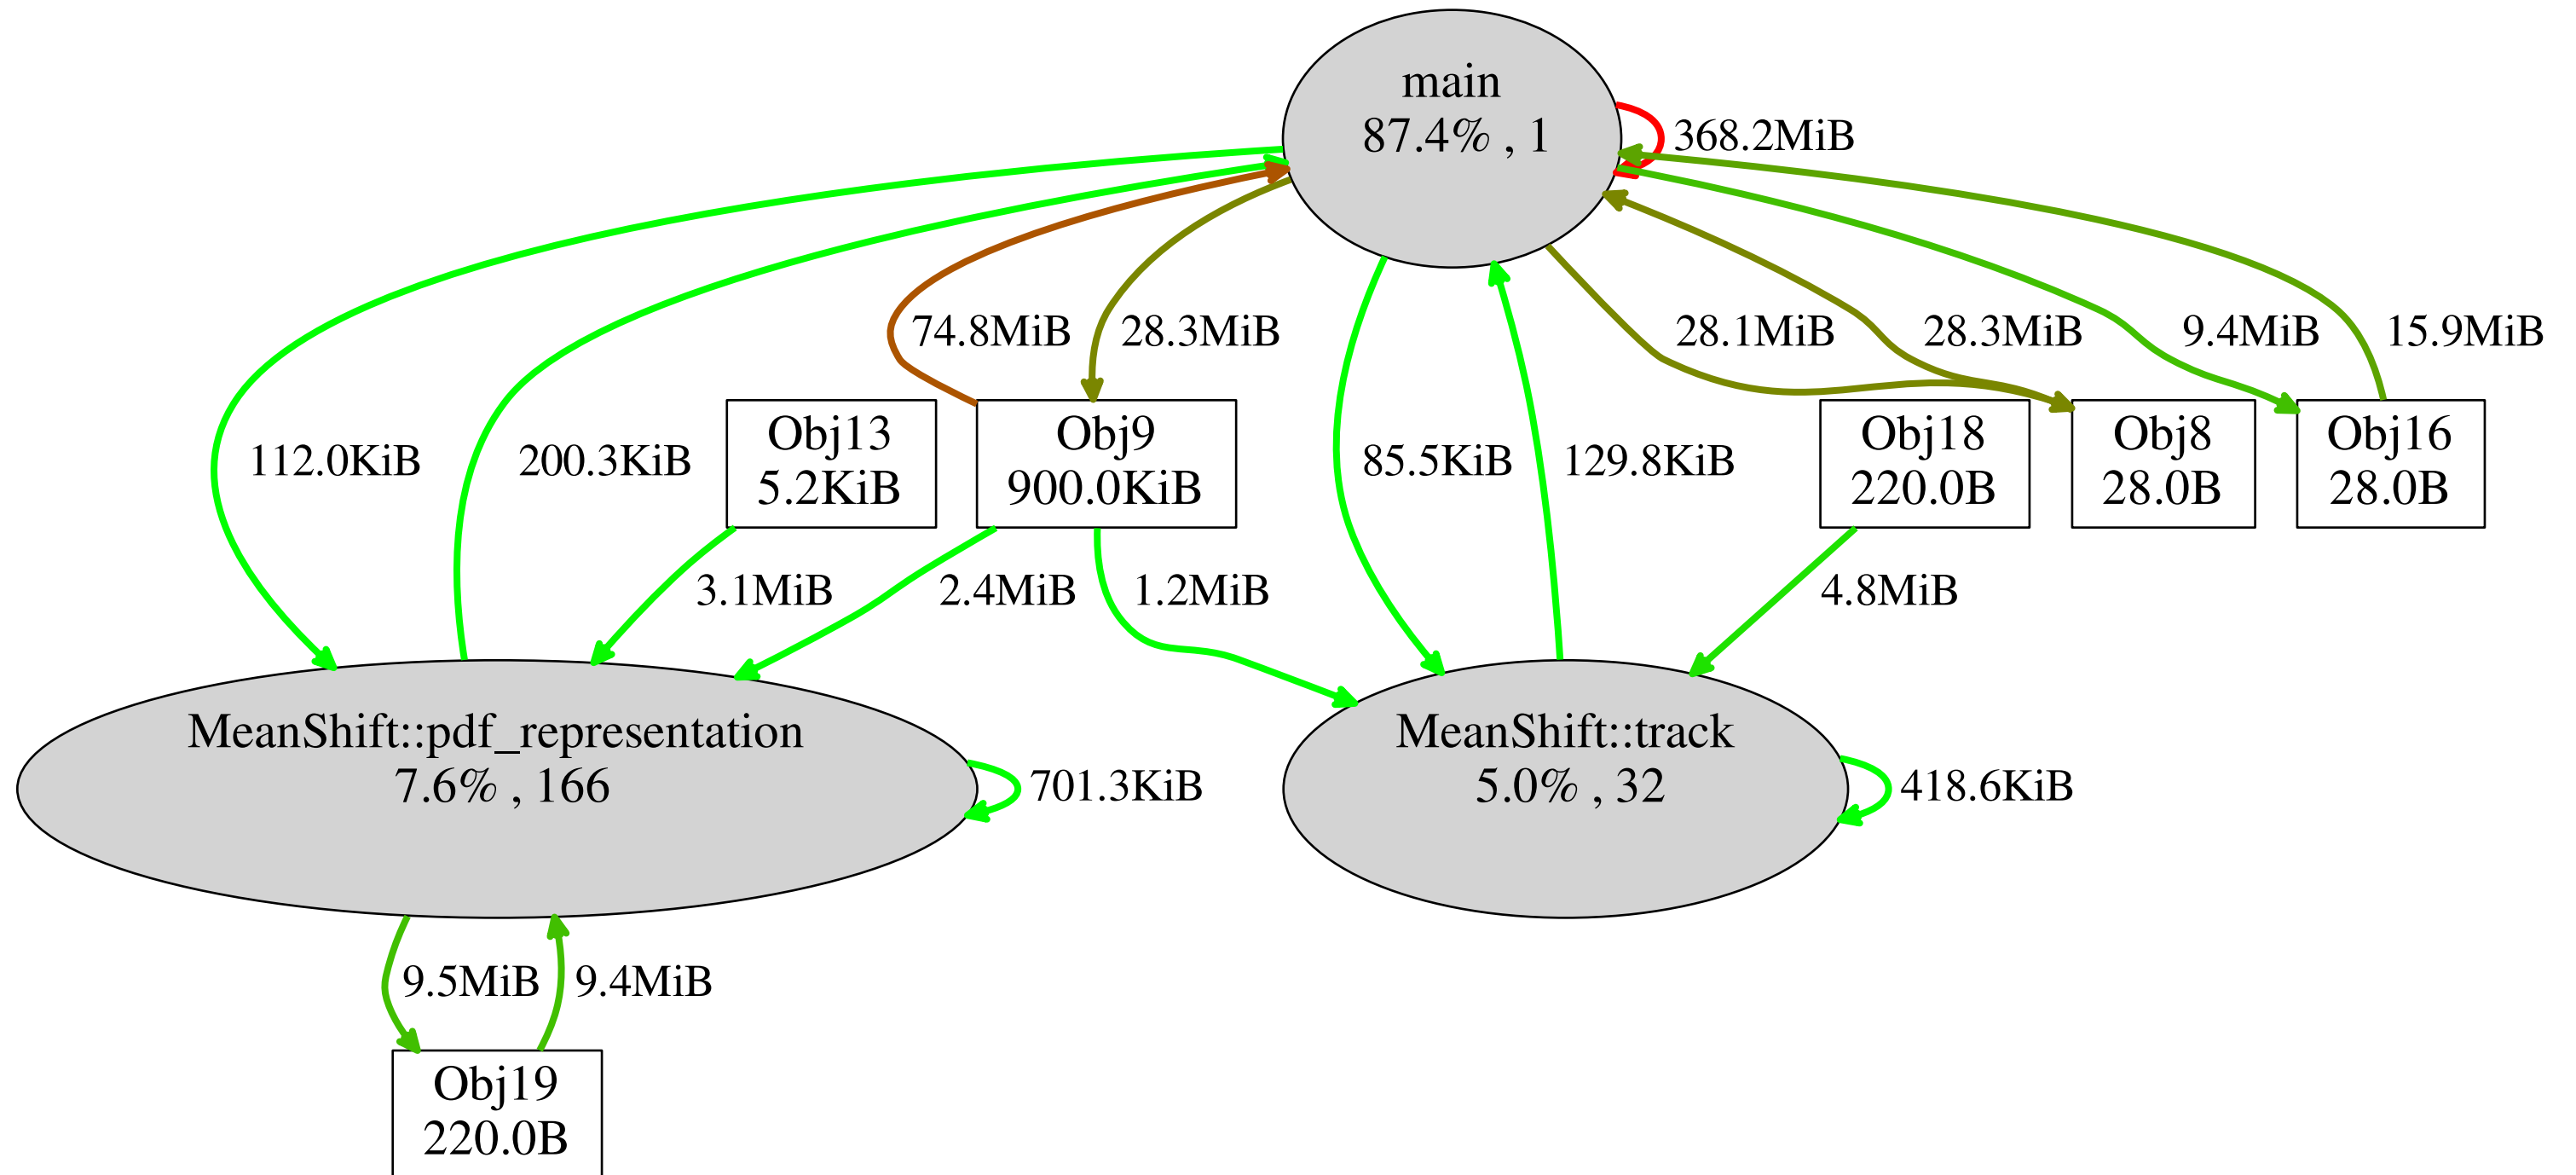 main
87.4% , 1
368.2MiB
74.8MiB
28.3MiB
28.1MiB
28.3MiB
9.4MiB
15.9MiB
112.0KiB
200.3KiB
Obj13
5.2KiB
Obj9
900.0KiB
85.5KiB
129.8KiB
Obj18
220.0B
Obj8
28.0B
Obj16
28.0B
3.1MiB
2.4MiB
1.2MiB
4.8MiB
MeanShift::pdf_representation
7.6% , 166
701.3KiB
MeanShift::track
5.0% , 32
418.6KiB
9.5MiB
9.4MiB
Obj19
220.0B